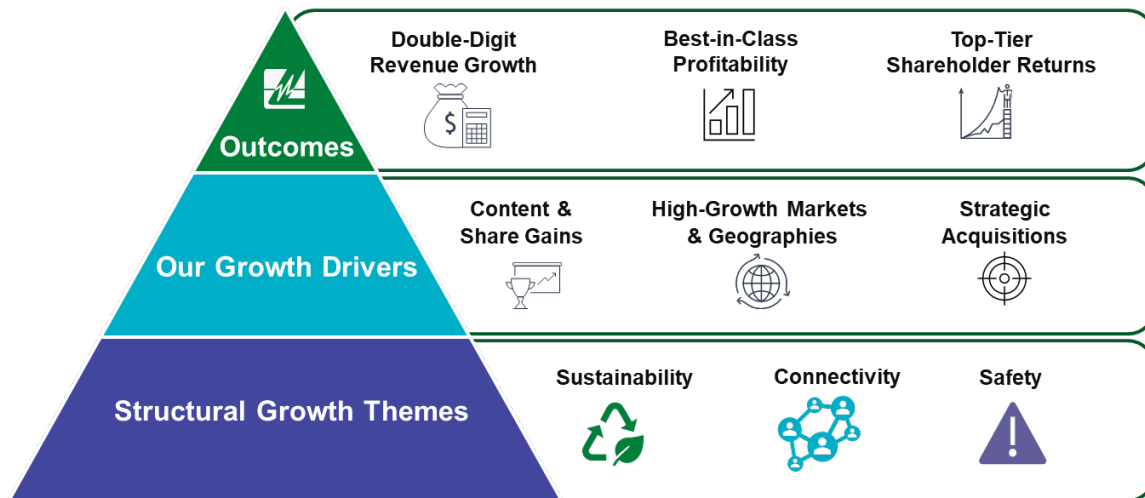 Double-Digit
Revenue Growth
Best-in-Class
Profitability
Top-Tier
Shareholder Returns
$
Outcomes
Content &
Share Gains
High-Growth Markets
& Geographies
Strategic
Acquisitions
Our Growth Drivers
Sustainability
Connectivity
Safety
Structural Growth Themes
!